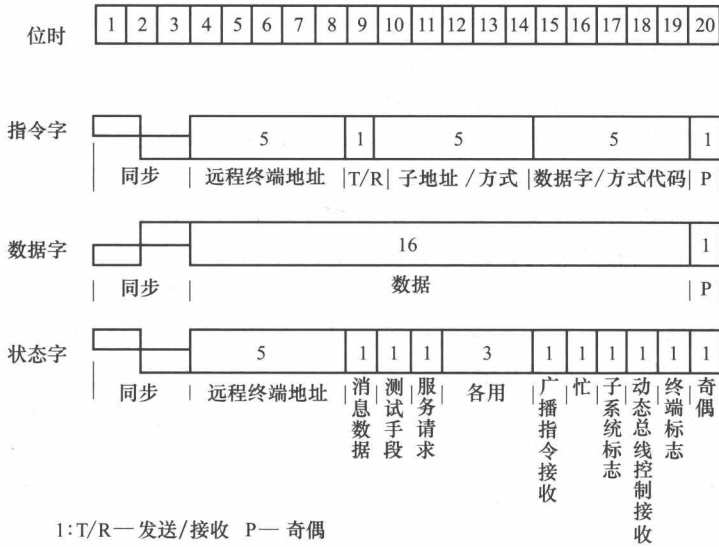 位时 1 2 3 4 5 6 7 8 9 10 11 12 13 14 15 16 17 18 19 20
指令字 5 1 5 5 1
同步 远程终端地址 T/R 子地址/方式 数据字/方式代码 P
数据字 16 1
同步 数据 P
状态字 5 1 1 1 3 1 1 1 1 1 1
同步 远程终端地址 消息数据 测试手段 服务请求 各用 广播指令接收 忙 子系统标志 动态总线控制接收 终端标志 奇偶
1:T/R— 发送/接收 P— 奇偶